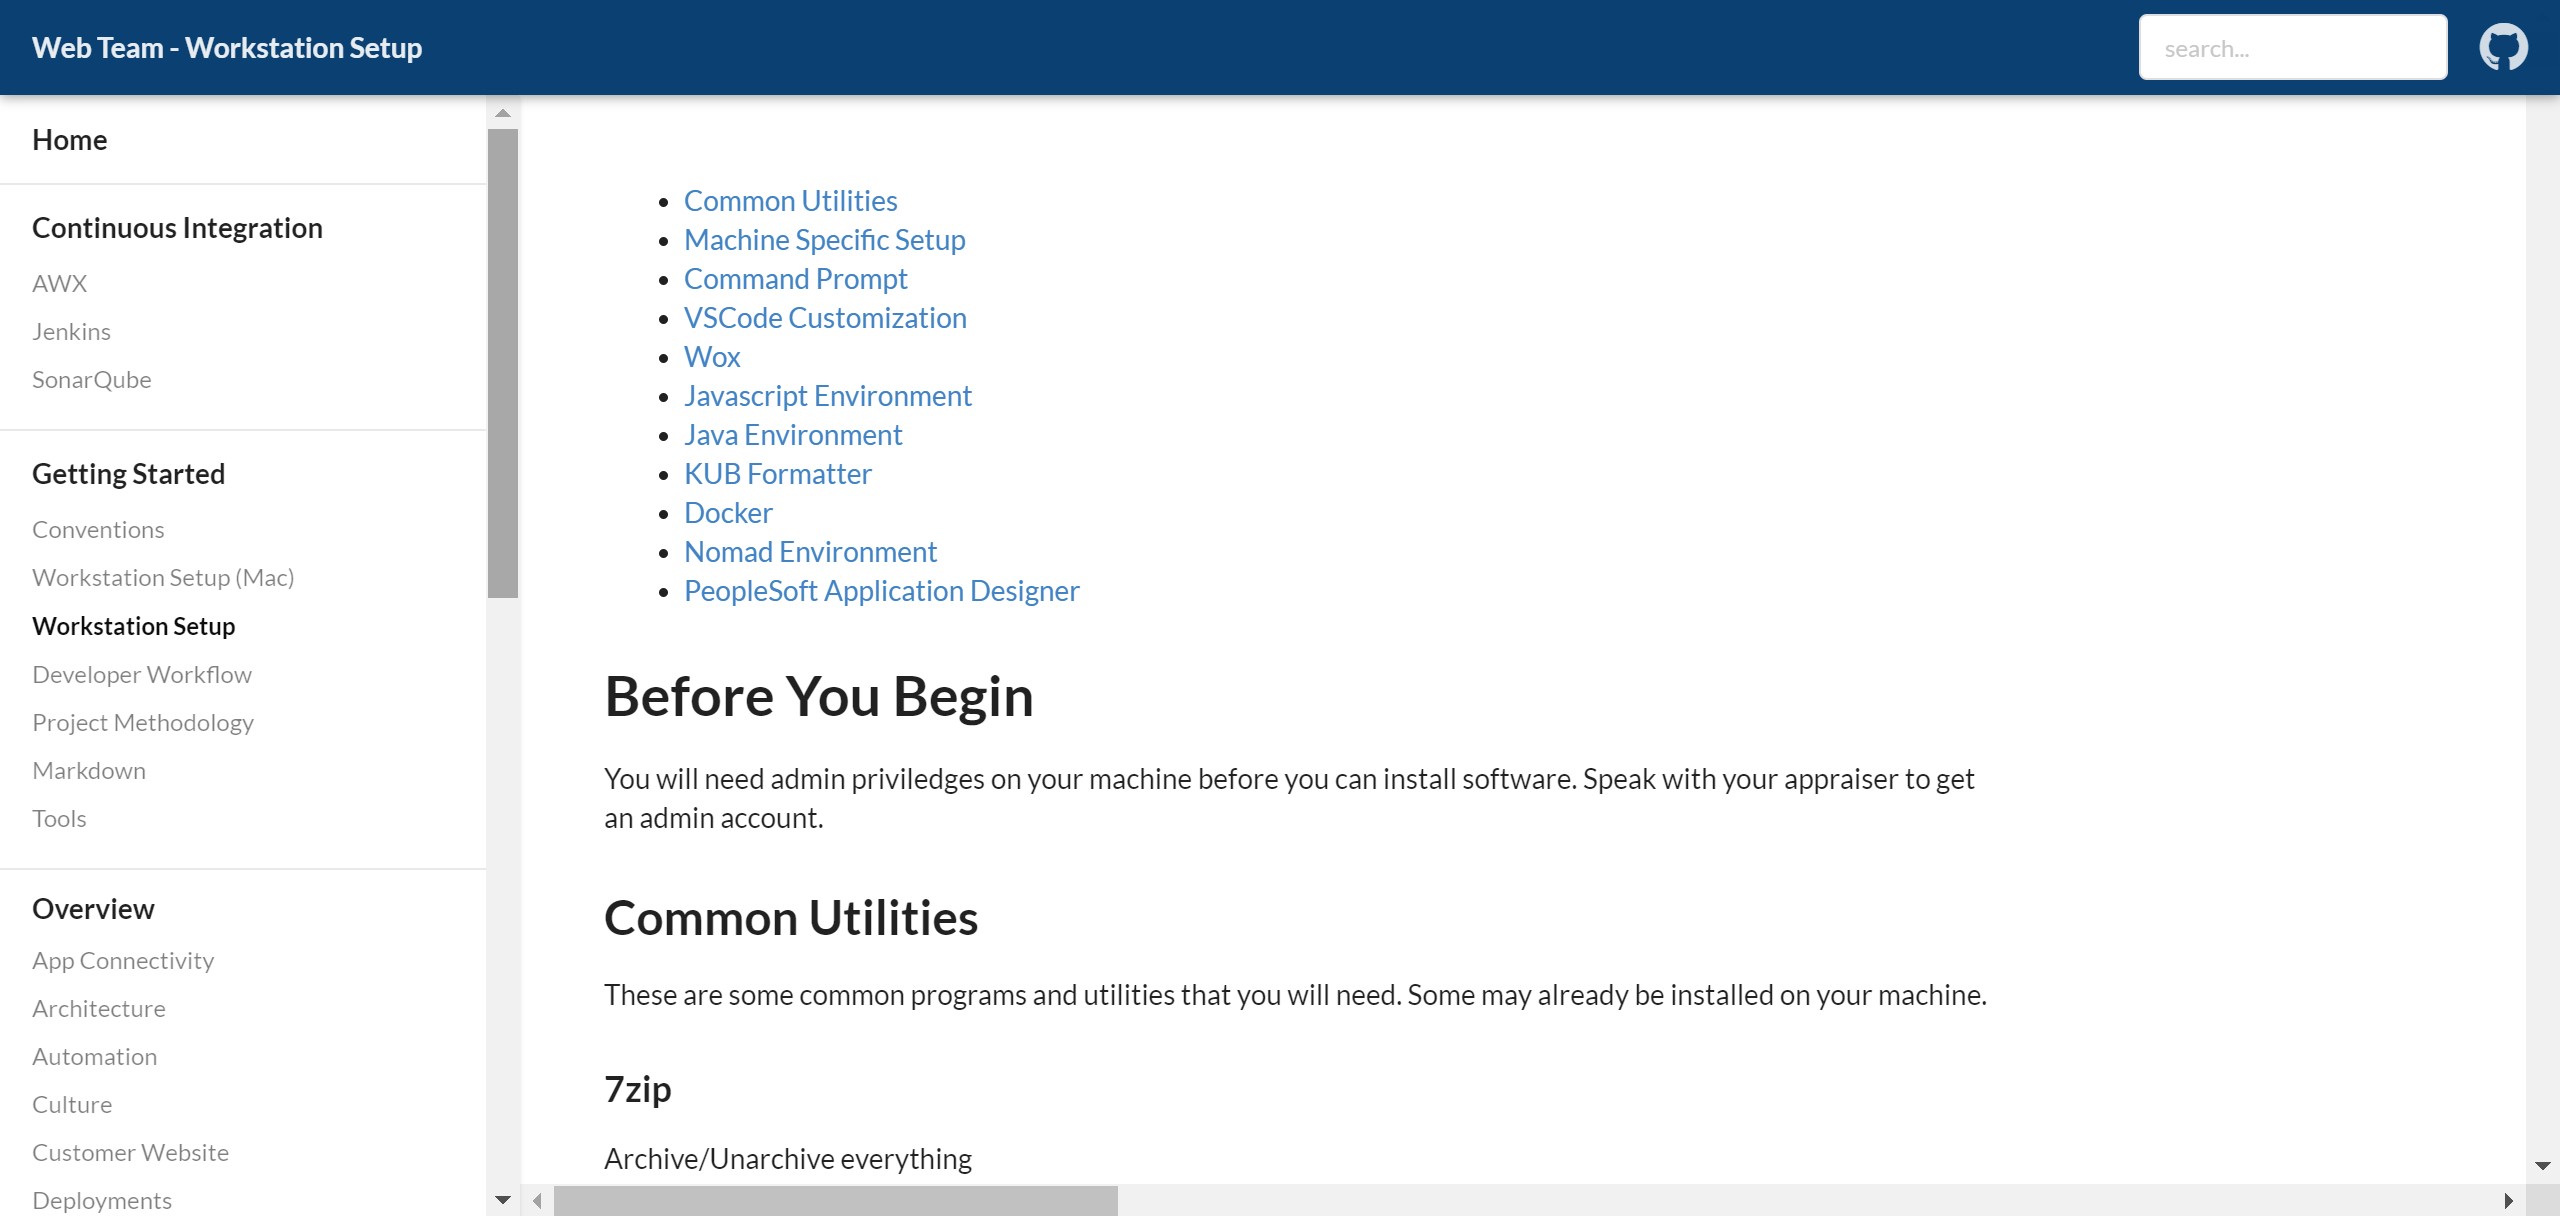 Web Team - Workstation Setup
search...
Home
Continuous Integration
AWX
Jenkins
SonarQube
Getting Started
Conventions
Workstation Setup (Mac)
Workstation Setup
Developer Workflow
Project Methodology
Markdown
Tools
Overview
App Connectivity
Architecture
Automation
Culture
Customer Website
Deployments
Common Utilities
Machine Specific Setup
Command Prompt
VSCode Customization
Wox
Javascript Environment
Java Environment
KUB Formatter
Docker
Nomad Environment
PeopleSoft Application Designer
Before You Begin
You will need admin priviledges on your machine before you can install software. Speak with your appraiser to get
an admin account.
Common Utilities
These are some common programs and utilities that you will need. Some may already be installed on your machine.
7zip
Archive/Unarchive everything